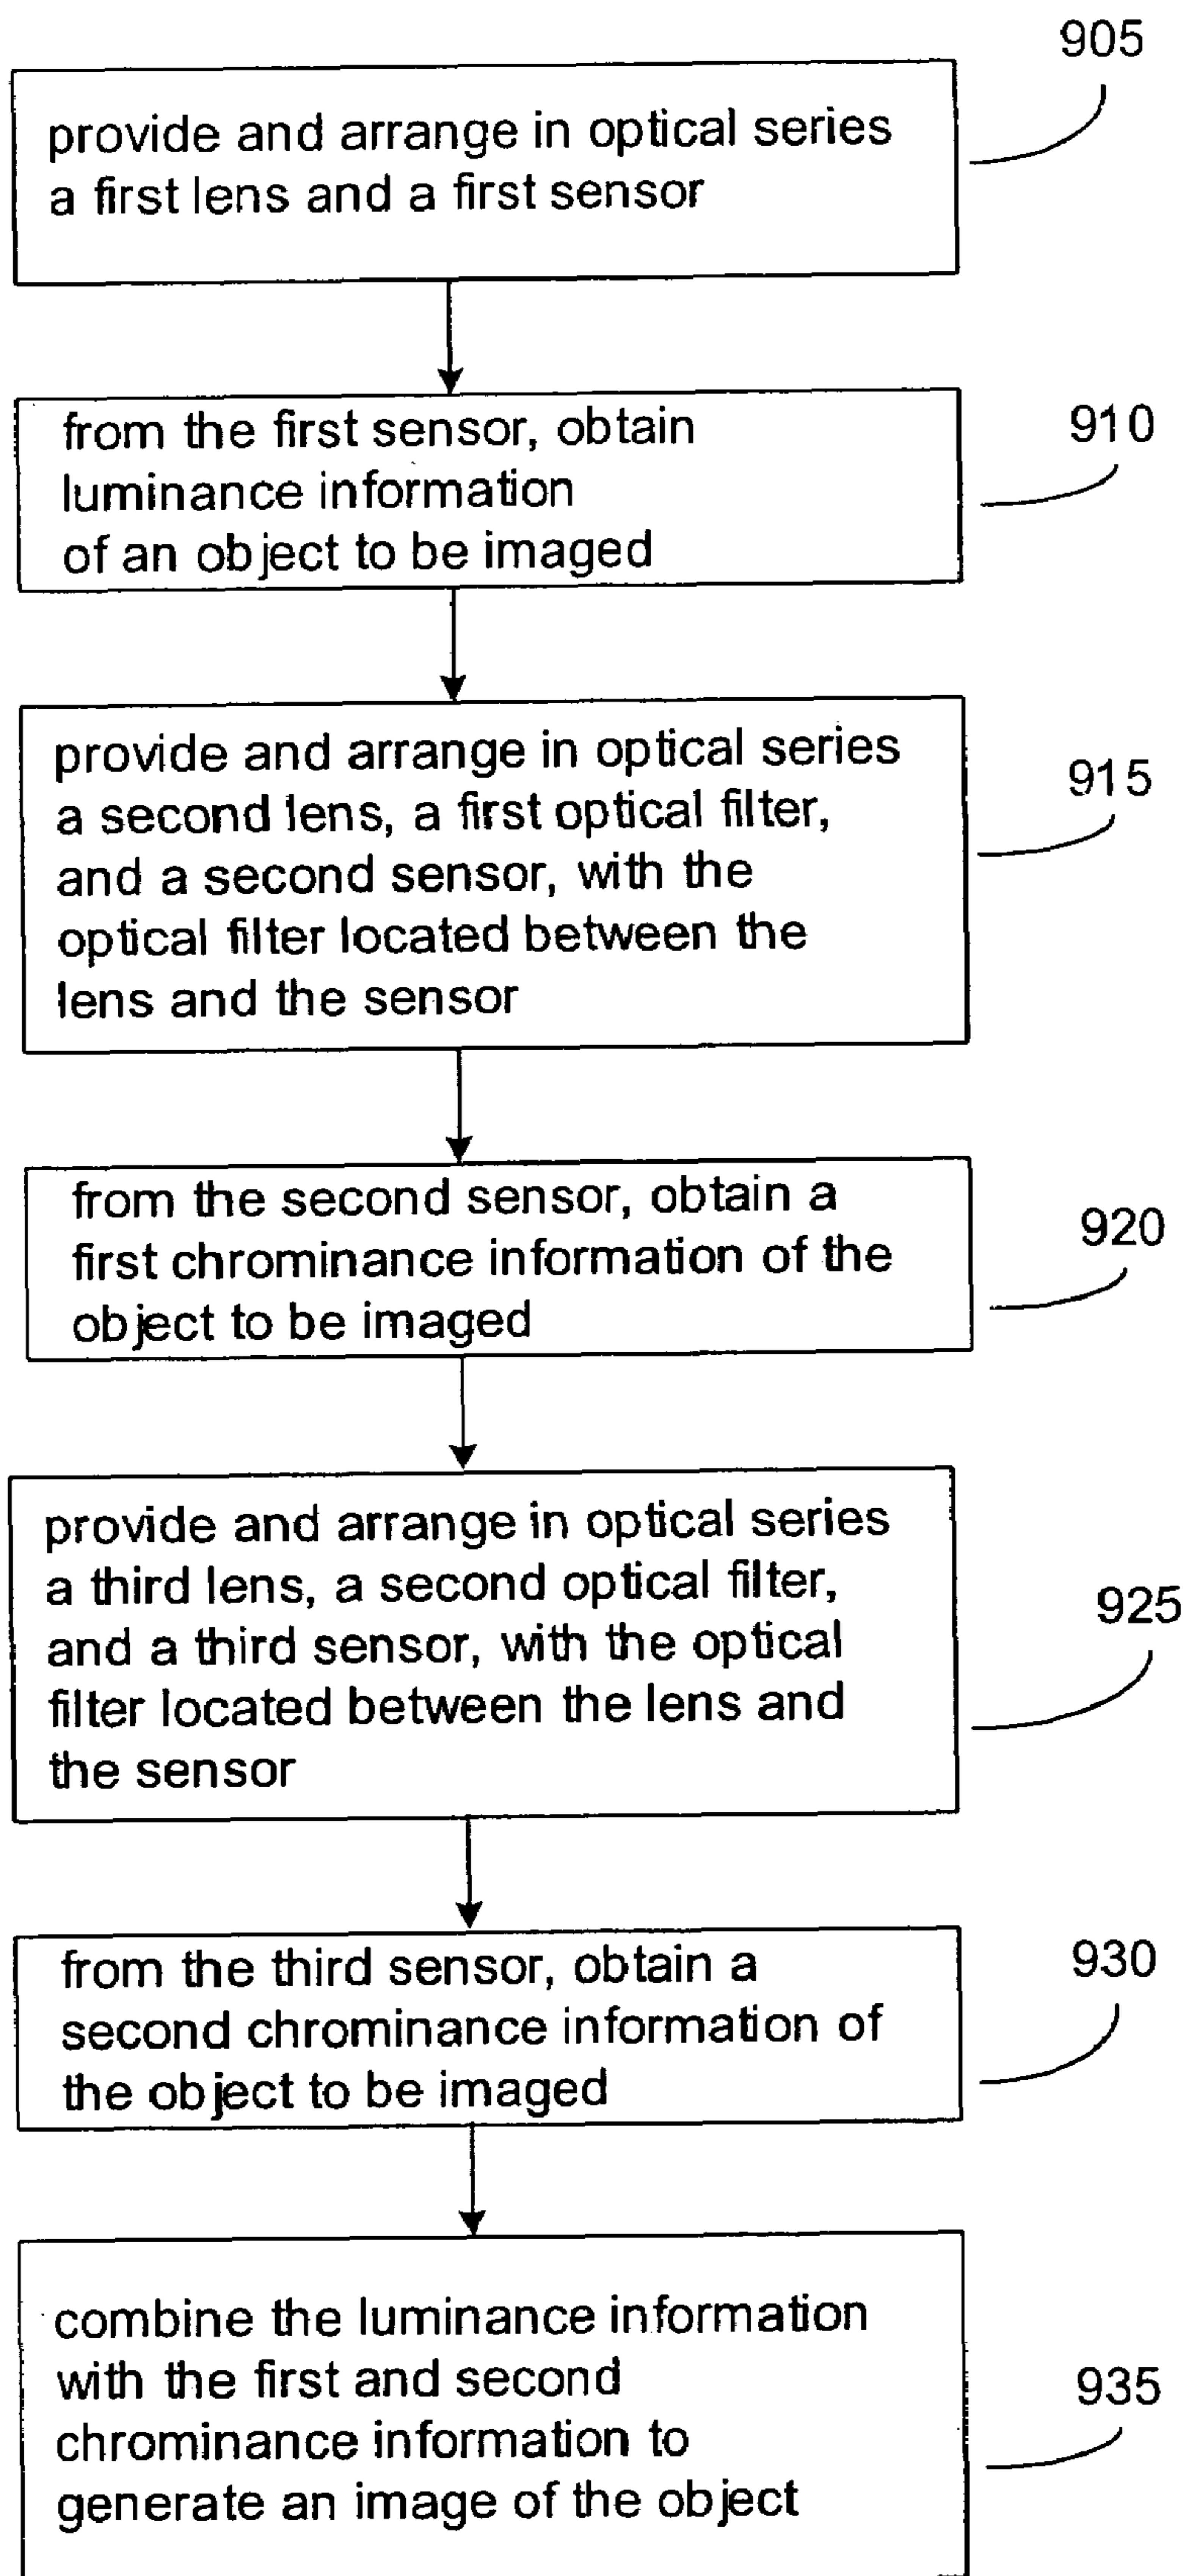 905
provide and arrange in optical series
a first lens and a first sensor
910
from the first sensor, obtain
luminance information
of an object to be imaged
915
provide and arrange in optical series
a second lens, a first optical filter,
and a second sensor, with the
optical filter located between the
lens and the sensor
920
from the second sensor, obtain a
first chrominance information of the
object to be imaged
925
provide and arrange in optical series
a third lens, a second optical filter,
and a third sensor, with the optical
filter located between the lens and
the sensor
930
from the third sensor, obtain a
second chrominance information of
the object to be imaged
935
combine the luminance information
with the first and second
chrominance information to
generate an image of the object